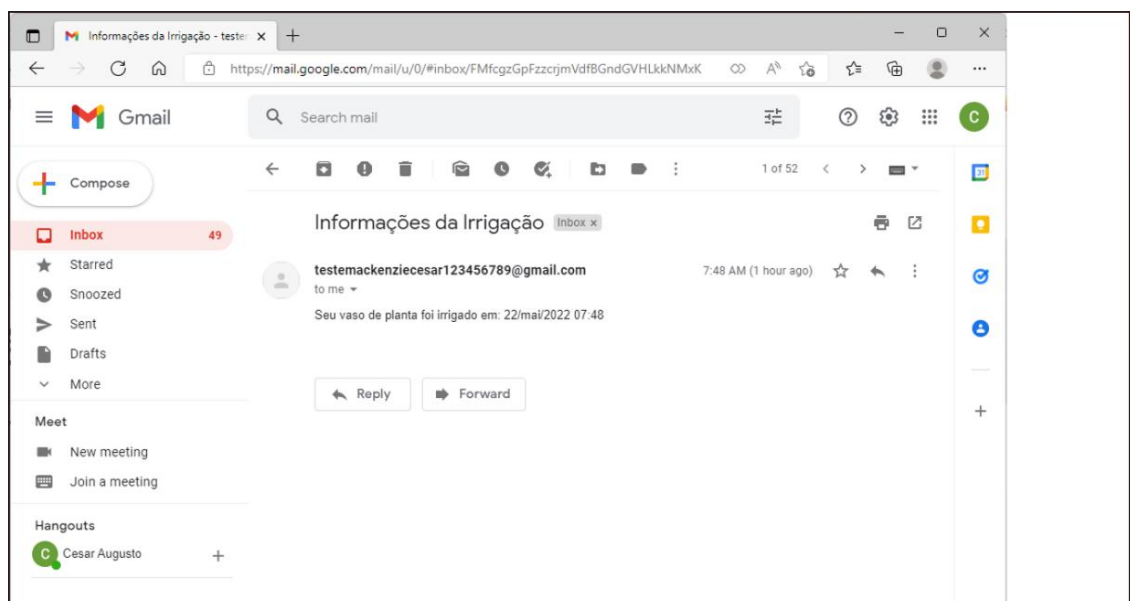 Informações da Irrigação - teste
https://mail.google.com/mail/u/0/#inbox/FMfcgzGpFzzcrjmVdfBGndGVHLkkNMxK
Gmail
Search mail
C
Compose
1 of 52
31
Informações da Irrigação Inbox x
Inbox 49
Starred
testemackenziecesar123456789@gmail.com 7:48 AM (1 hour ago)
to me
Snoozed
Seu vaso de planta foi irrigado em: 22/mai/2022 07:48
Sent
Drafts
More
Reply Forward
Meet
New meeting
Join a meeting
Hangouts
C Cesar Augusto +